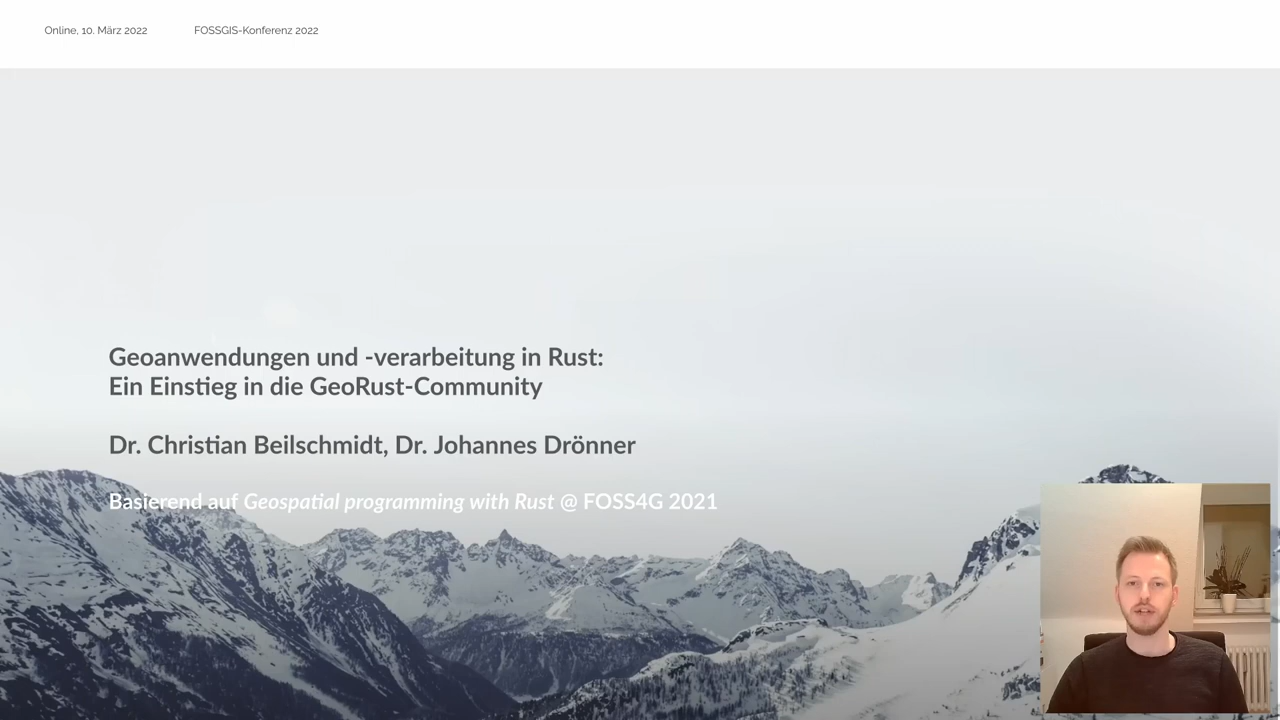 Online, 10. März 2022 FOSSGIS-Konferenz 2022
Geoanwendungen und -verarbeitung in Rust:
Ein Einstieg in die GeoRust-Community
Dr. Christian Beilschmidt, Dr. Johannes Drönner
Basierend auf Geospatial programming with Rust @ FOSS4G 2021